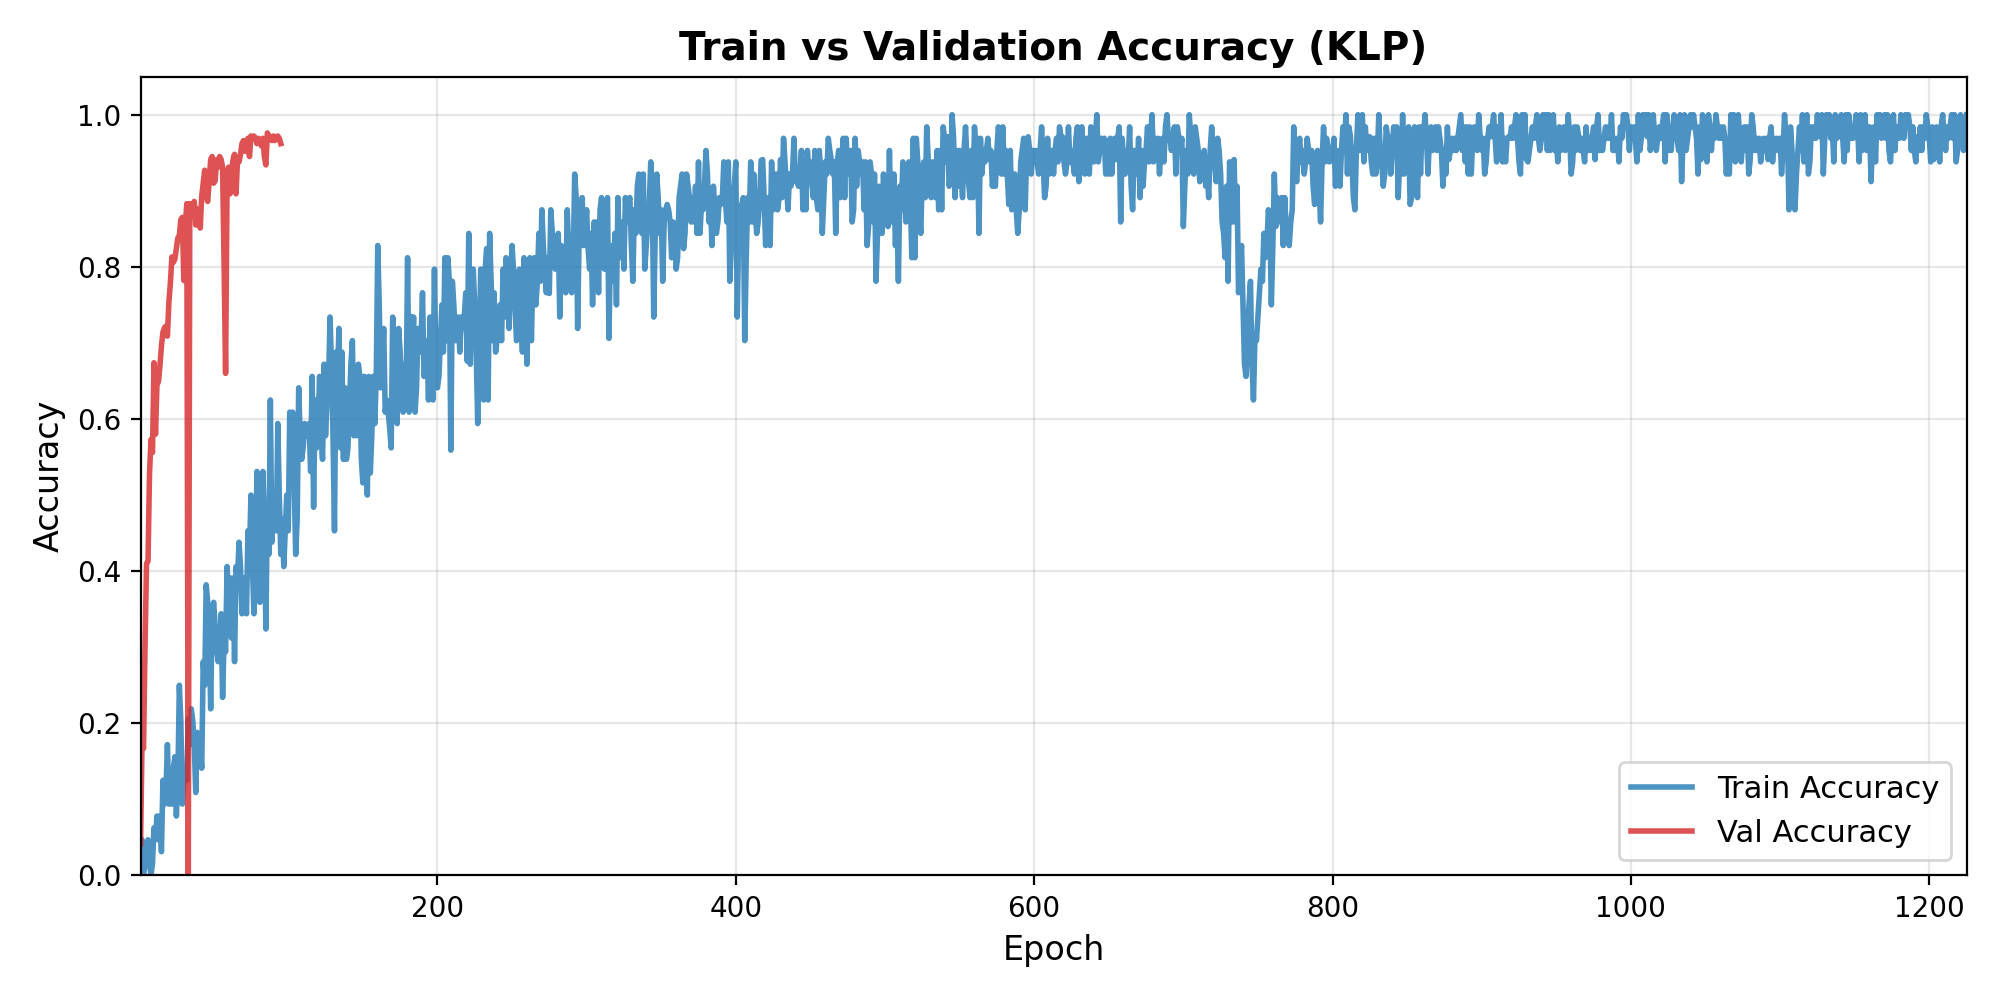 Train vs Validation Accuracy (KLP)
1.0
0.8
0.6
0.4
0.2
0.0
Accuracy
200
400
600
800
1000
1200
Epoch
Train Accuracy
Val Accuracy